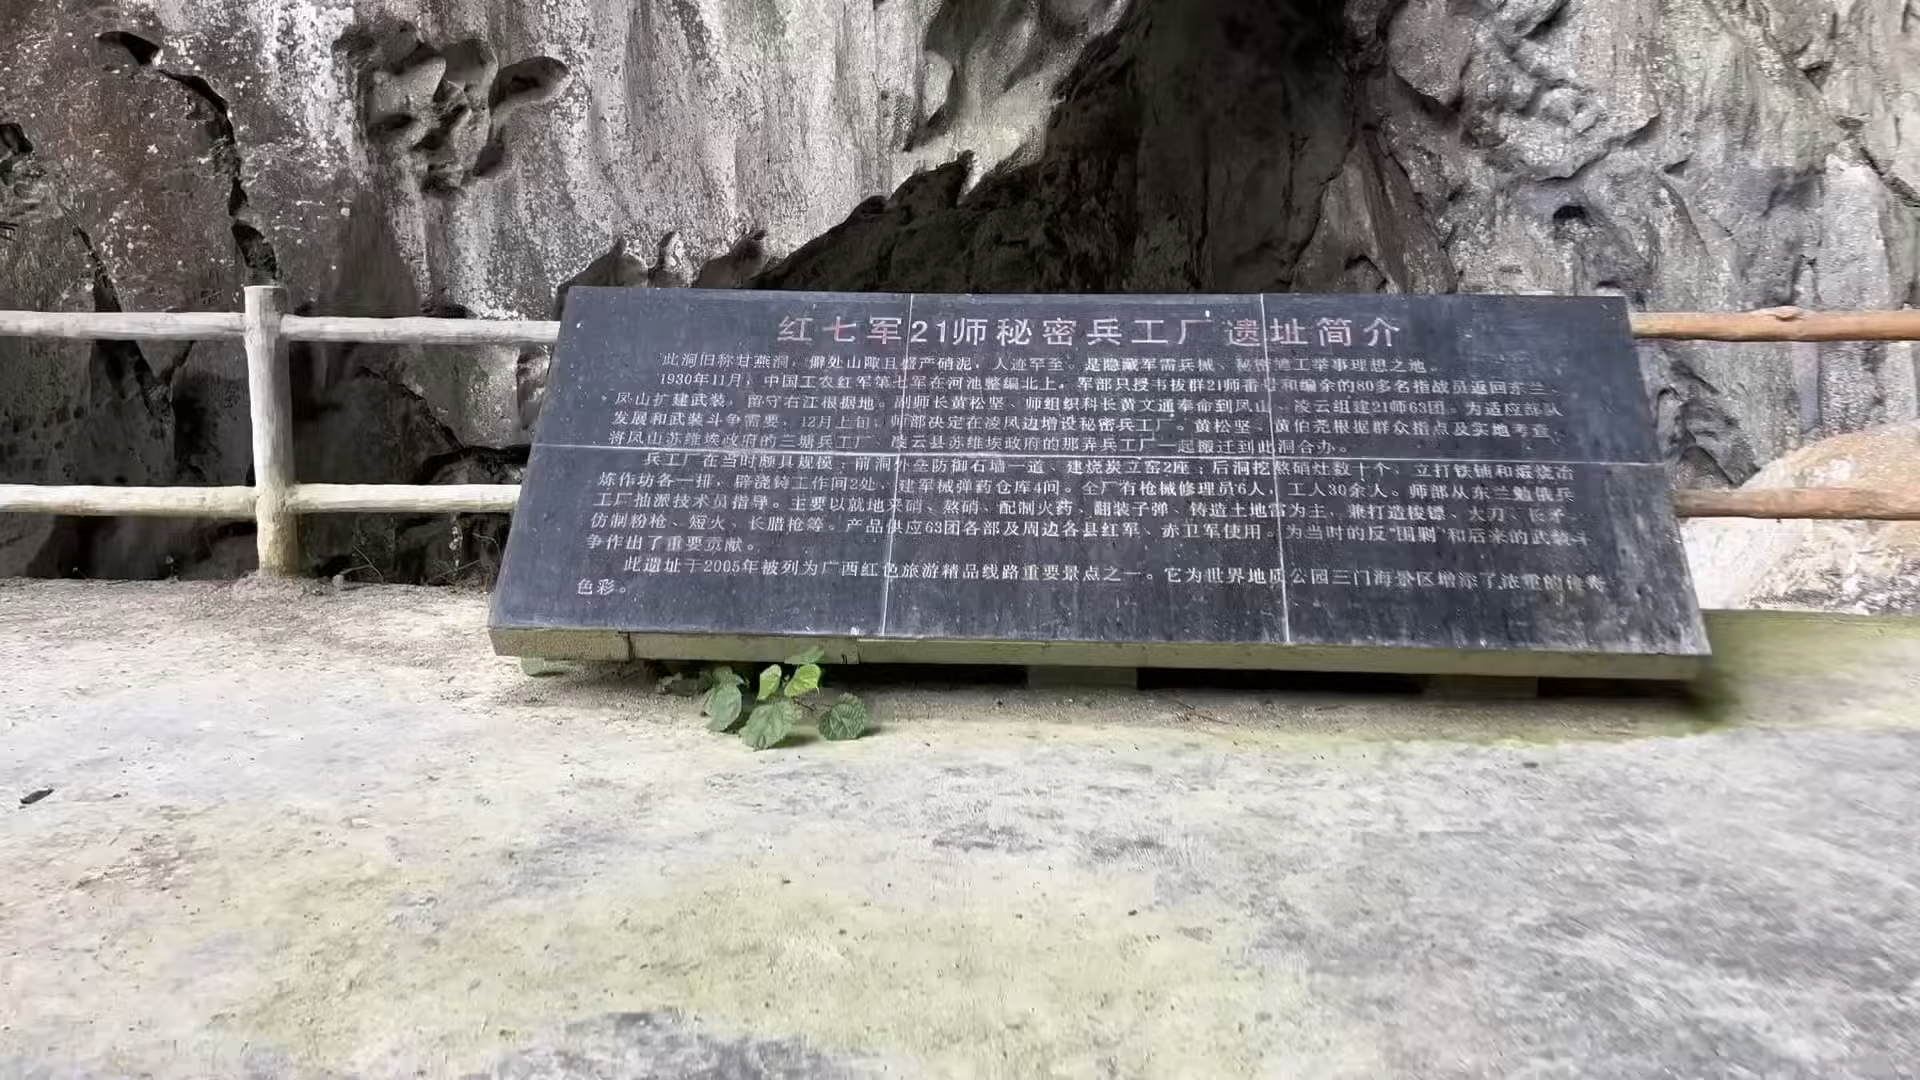 红七军21师秘密兵工厂遗址简介
此洞旧称甘燕洞，僻处山陬且盛产硝泥，人迹罕至。是隐藏军需兵械、秘密施工举事理想之地。
1930年11月，中国工农红军第七军在河池整编北上，军部只授韦拔群21师番号和编余的80多名指战员返回东兰、
凤山扩建武装，留守右江根据地。副师长黄松坚、师组织科长黄文通奉命到凤山、凌云组建21师63团。为适应部队
发展和武装斗争需要，12月上旬，师部决定在凌凤边增设秘密兵工厂。黄松坚、黄伯尧根据群众指点及实地考查，
将凤山苏维埃政府的三塘兵工厂、凌云县苏维埃政府的那弄兵工厂一起搬迁到此洞合办。
兵工厂在当时颇具规模：前洞外垒防御石墙一道、建烧炭立窑2座；后洞挖熬硝灶数十个、立打铁铺和煅烧冶
炼作坊各一排，辟浇铸工作间2处、建军械弹药仓库4间。全厂有枪械修理员6人，工人30余人。师部从东兰勉俄兵
工厂抽派技术员指导。主要以就地采硝、熬硝、配制火药、翻装子弹、铸造土地雷为主，兼打造梭镖、大刀、长矛，
仿制粉枪、短火、长腊枪等。产品供应63团各部及周边各县红军、赤卫军使用。为当时的反“围剿”和后来的武装斗
争作出了重要贡献。
此遗址于2005年被列为广西红色旅游精品线路重要景点之一。它为世界地质公园三门海景区增添了浓重的传奇
色彩。